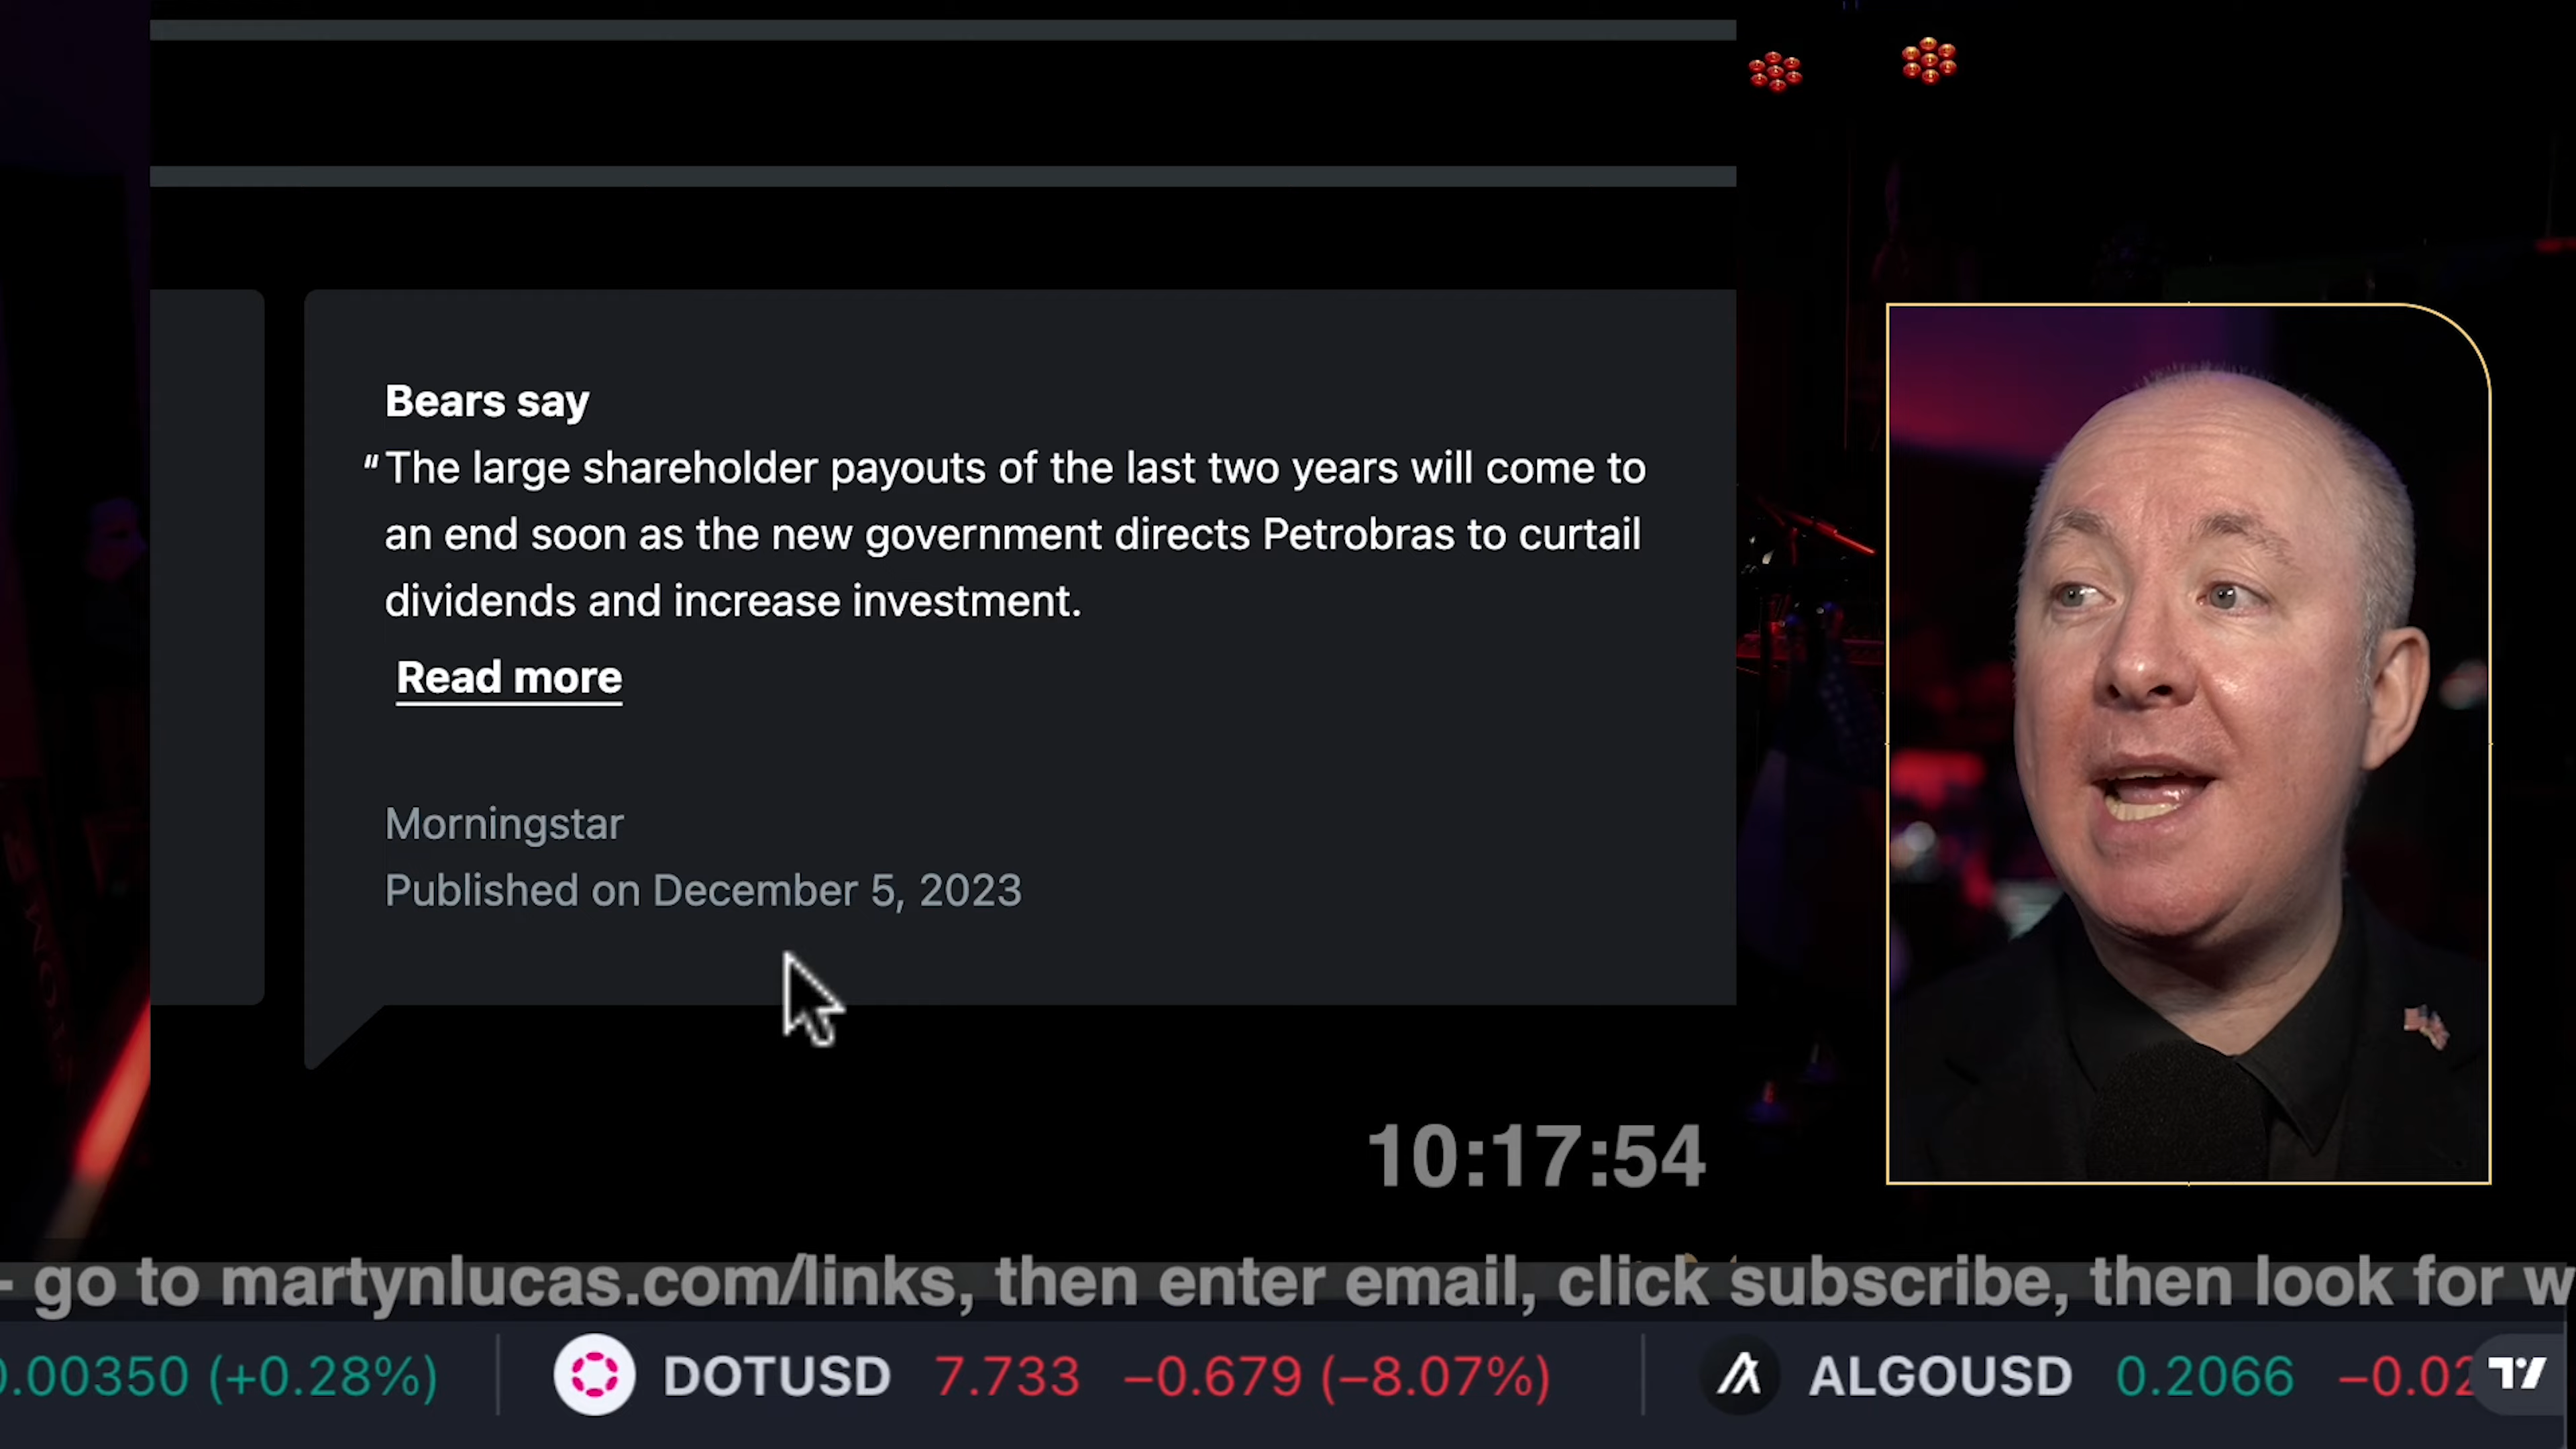 Bears say
"The large shareholder payouts of the last two years will come to
an end soon as the new government directs Petrobras to curtail
dividends and increase investment.
Read more
Morningstar
Published on December 5, 2023
10:17:54
- go to martynlucas.com/links, then enter email, click subscribe, then look for w
0.00350 (+0.28%) DOTUSD 7.733 −0.679 (−8.07%) ALGOUSD 0.2066 −0.02